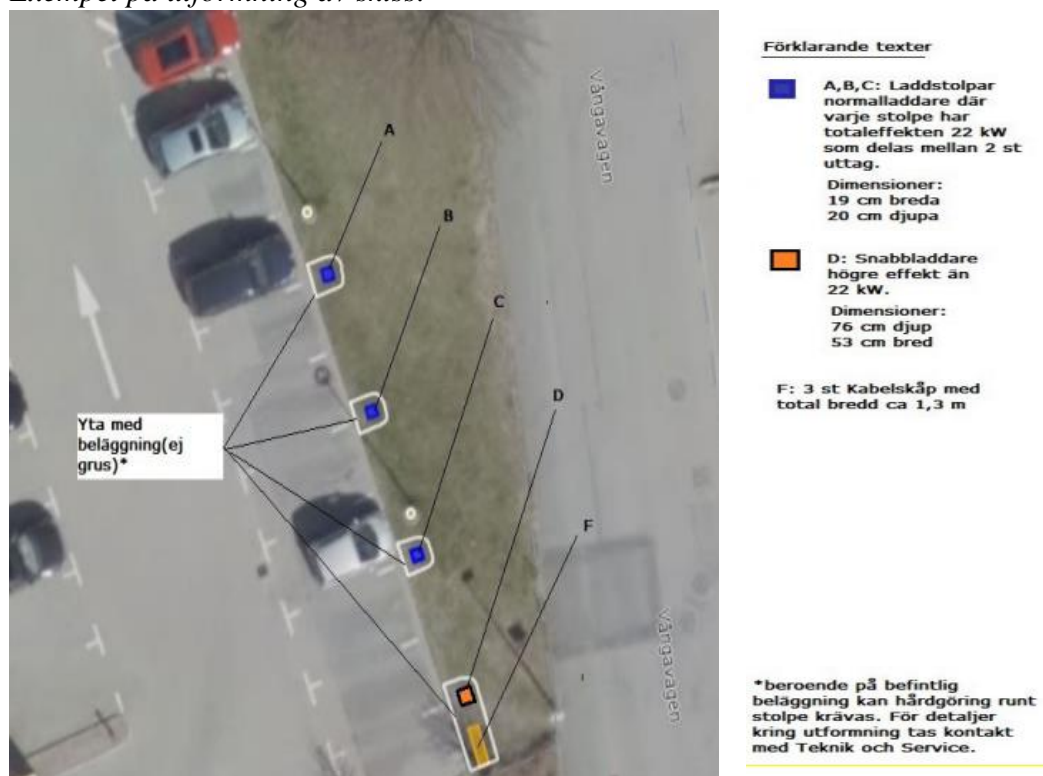 Exempel på utformning av skiss:
A
B
C
D
F
Vångavägen
Vångavägen
Yta med
beläggning(ej
grus)*
Förklarande texter
A,B,C: Laddstolpar
normalladdare där
varje stolpe har
totaleffekten 22 kW
som delas mellan 2 st
uttag.
Dimensioner:
19 cm breda
20 cm djupa
D: Snabbladdare
högre effekt än
22 kW.
Dimensioner:
76 cm djup
53 cm bred
F: 3 st Kabelskåp med
total bredd ca 1,3 m
*beroende på befintlig
beläggning kan hårdgöring runt
stolpe krävas. För detaljer
kring utformning tas kontakt
med Teknik och Service.